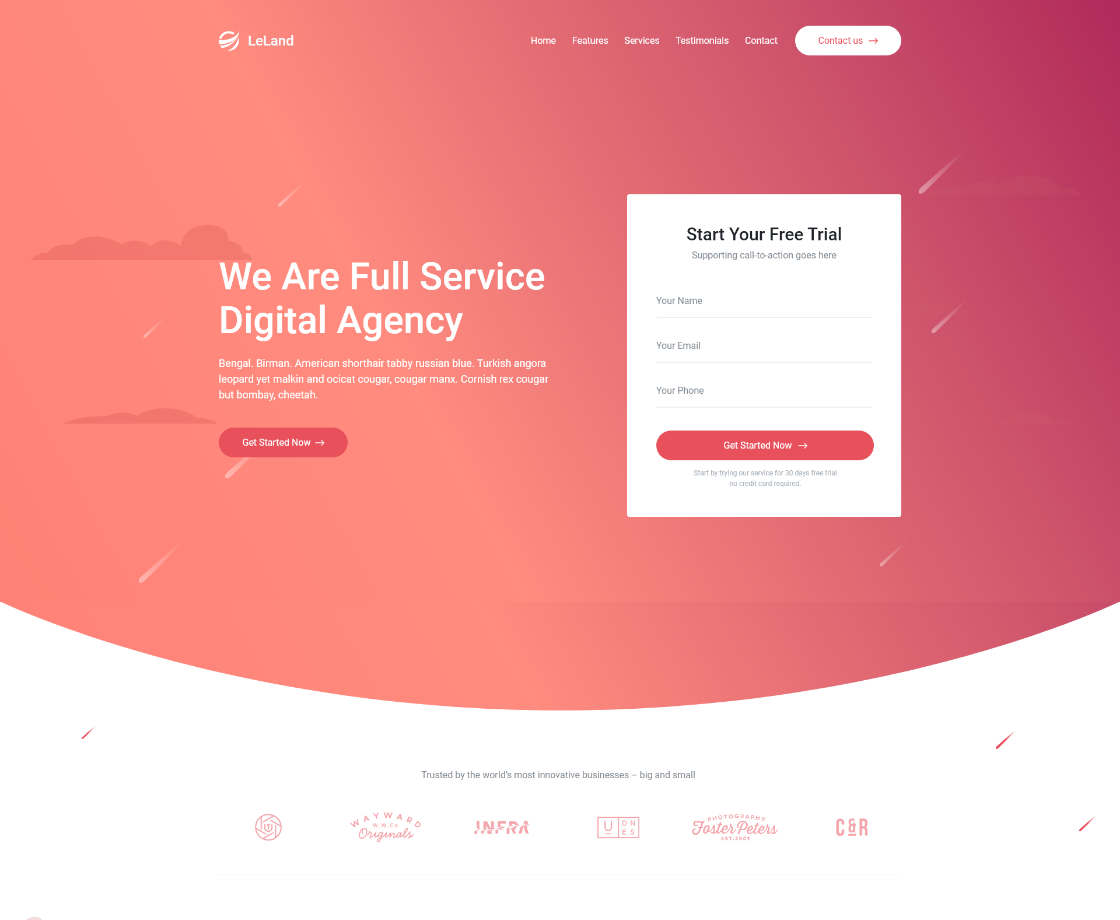 LeLand
Home Features Services Testimonials Contact Contact us →
We Are Full Service
Digital Agency
Bengal. Birman. American shorthair tabby russian blue. Turkish angora
leopard yet malkin and ocicat cougar, cougar manx. Cornish rex cougar
but bombay, cheetah.
Get Started Now →
Start Your Free Trial
Supporting call-to-action goes here
Your Name
Your Email
Your Phone
Get Started Now →
Start by trying our service for 30 days free trial
no credit card required.
Trusted by the world's most innovative businesses – big and small
U
WAYWARD
W.W.Co
Originals
INFRA
U DN
ES
PHOTOGRAPHY
Foster Peters
EST.2009
C&R